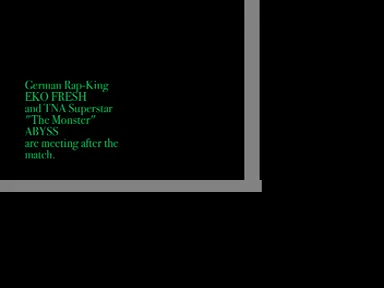 German Rap-King
EKO FRESH
and TNA Superstar
"The Monster"
ABYSS
are meeting after the
match.